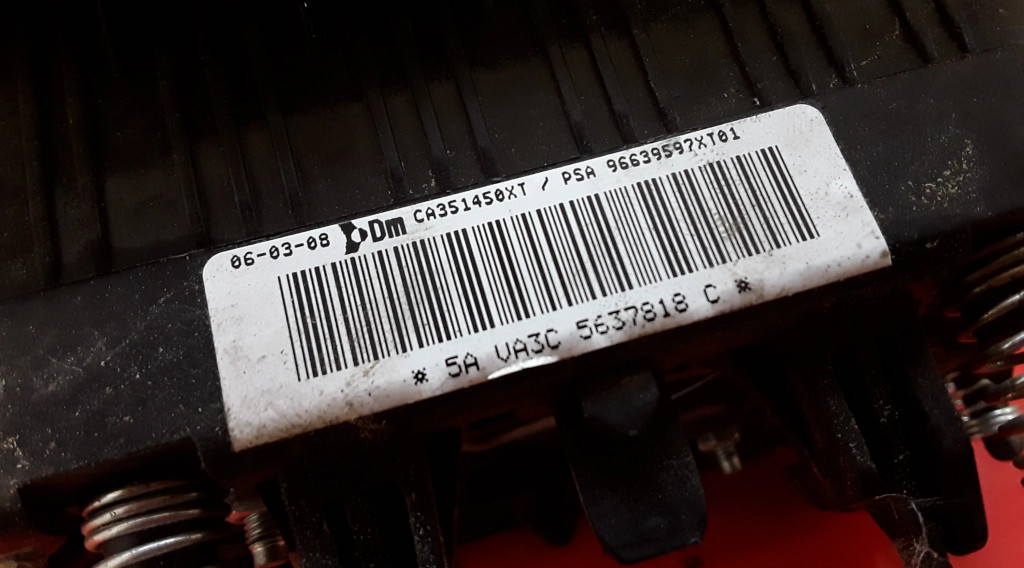 06-03-08 Dm CA351450XT / PSA 96639597XT01
* 5A VA3C 5637818 C *